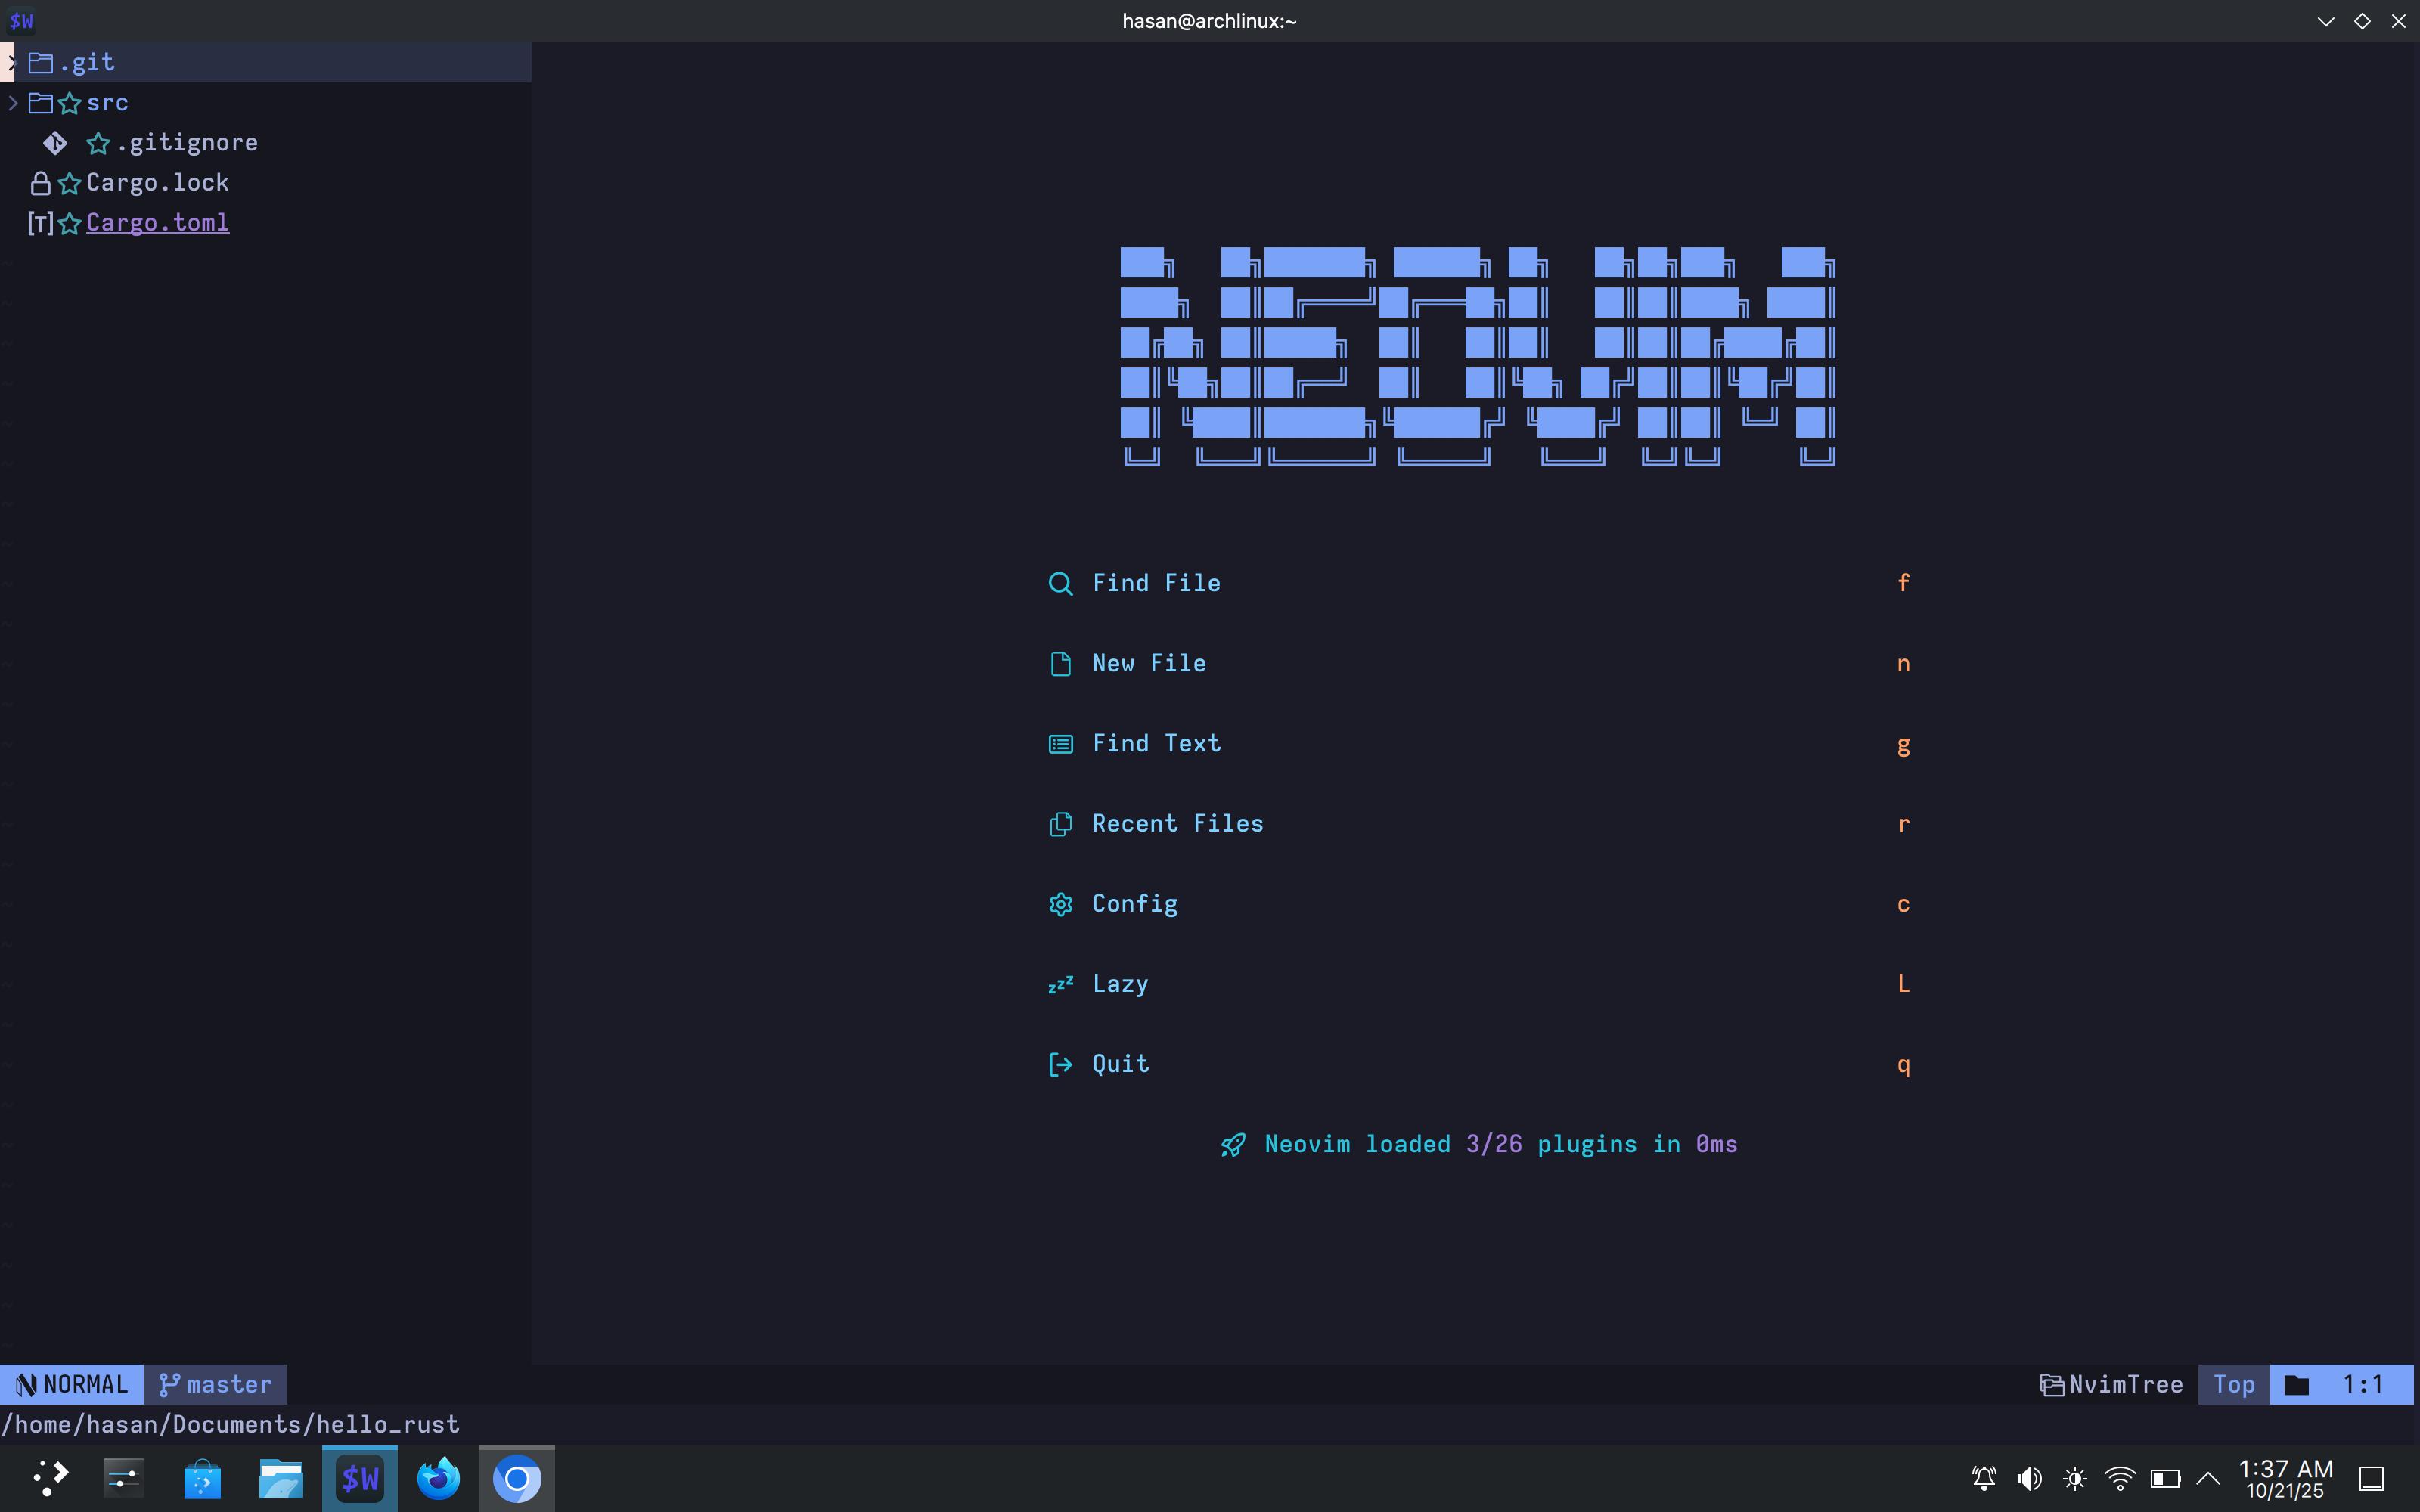 $W hasan@archlinux:~
.git
src
.gitignore
Cargo.lock
[T] Cargo.toml
NEOVIM
Find File f
New File n
Find Text g
Recent Files r
Config c
zzz Lazy L
Quit q
Neovim loaded 3/26 plugins in 0ms
NORMAL master NvimTree Top 1:1
/home/hasan/Documents/hello_rust
$W 1:37 AM
10/21/25